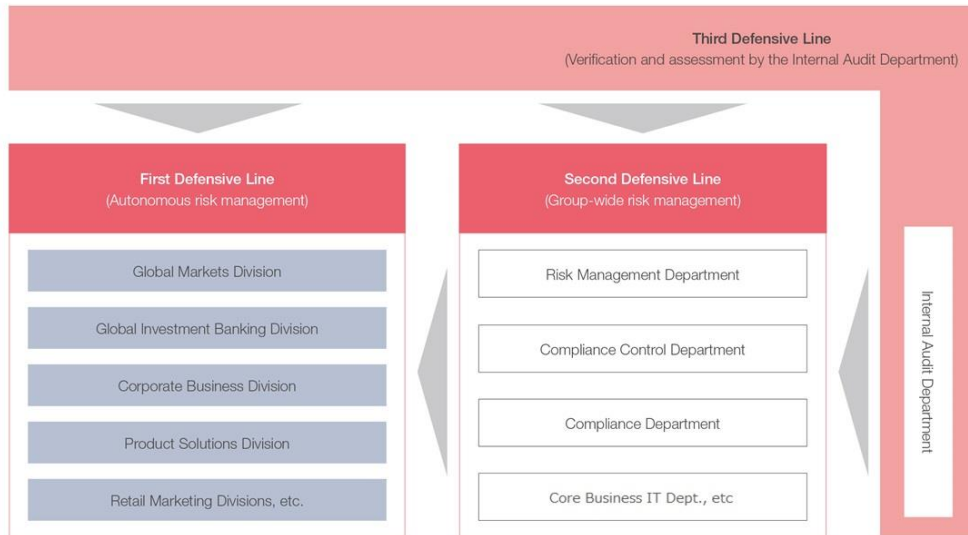 Third Defensive Line
(Verification and assessment by the Internal Audit Department)
First Defensive Line
(Autonomous risk management)
Global Markets Division
Global Investment Banking Division
Corporate Business Division
Product Solutions Division
Retail Marketing Divisions, etc.
Second Defensive Line
(Group-wide risk management)
Risk Management Department
Compliance Control Department
Compliance Department
Core Business IT Dept., etc
Internal Audit Department